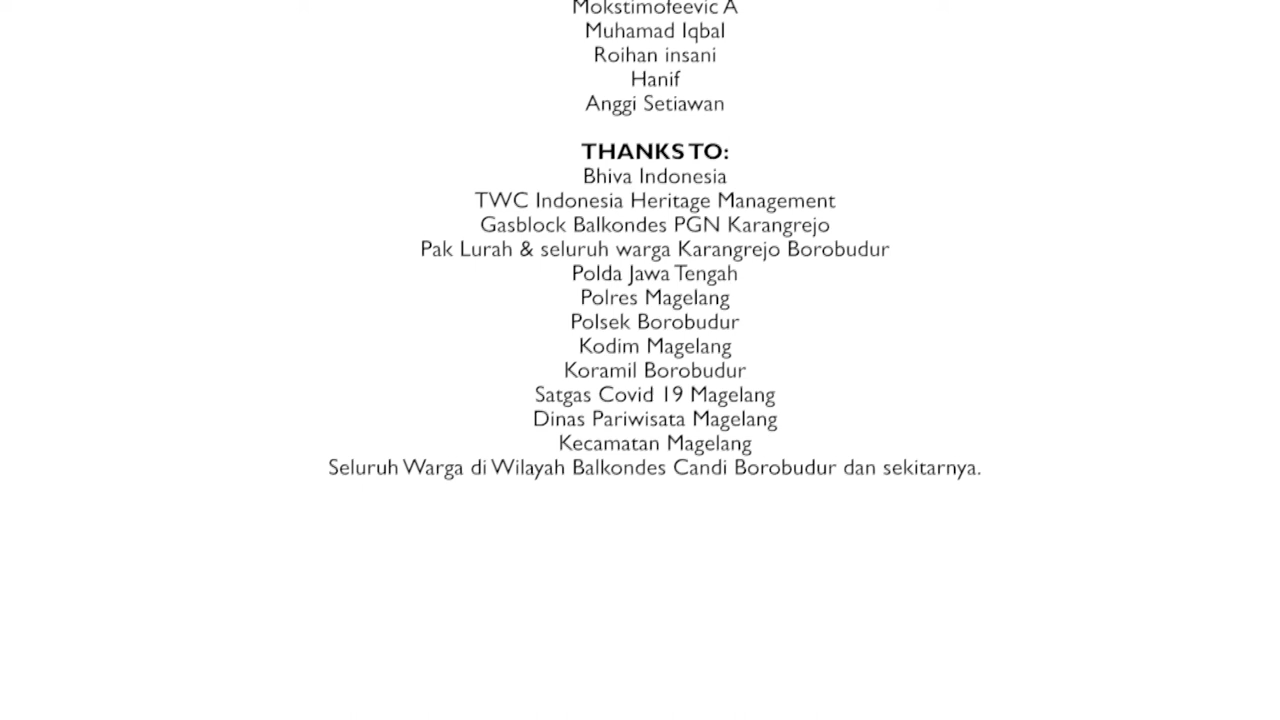 Mokstimofeevic A
Muhamad Iqbal
Roihan insani
Hanif
Anggi Setiawan
THANKS TO:
Bhiva Indonesia
TWC Indonesia Heritage Management
Gasblock Balkondes PGN Karangrejo
Pak Lurah & seluruh warga Karangrejo Borobudur
Polda Jawa Tengah
Polres Magelang
Polsek Borobudur
Kodim Magelang
Koramil Borobudur
Satgas Covid 19 Magelang
Dinas Pariwisata Magelang
Kecamatan Magelang
Seluruh Warga di Wilayah Balkondes Candi Borobudur dan sekitarnya.